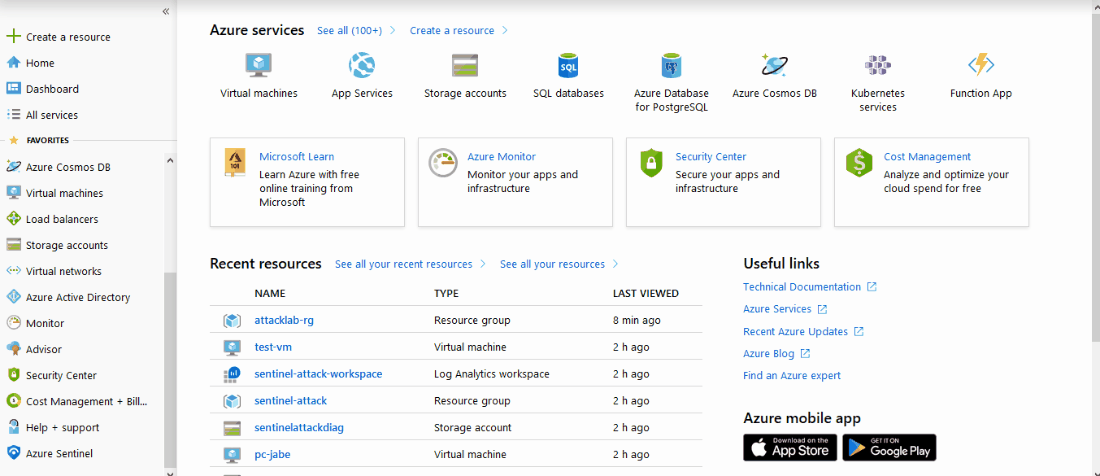 «
Create a resource
Home
Dashboard
All services
FAVORITES
Azure Cosmos DB
Virtual machines
Load balancers
Storage accounts
Virtual networks
Azure Active Directory
Monitor
Advisor
Security Center
Cost Management + Bill...
Help + support
Azure Sentinel
Azure services See all (100+) Create a resource
Virtual machines
App Services
Storage accounts
SQL
SQL databases
Azure Database
for PostgreSQL
Azure Cosmos DB
Kubernetes
services
Function App
101
Microsoft Learn
Learn Azure with free
online training from
Microsoft
Azure Monitor
Monitor your apps and
infrastructure
Security Center
Secure your apps and
infrastructure
$
Cost Management
Analyze and optimize your
cloud spend for free
Recent resources See all your recent resources See all your resources
NAME TYPE LAST VIEWED
attacklab-rg Resource group 8 min ago
test-vm Virtual machine 2 h ago
sentinel-attack-workspace Log Analytics workspace 2 h ago
sentinel-attack Resource group 2 h ago
sentinelattackdiag Storage account 2 h ago
pc-jabe Virtual machine 2 h ago
Useful links
Technical Documentation
Azure Services
Recent Azure Updates
Azure Blog
Find an Azure expert
Azure mobile app
Download on the
App Store
GET IT ON
Google Play